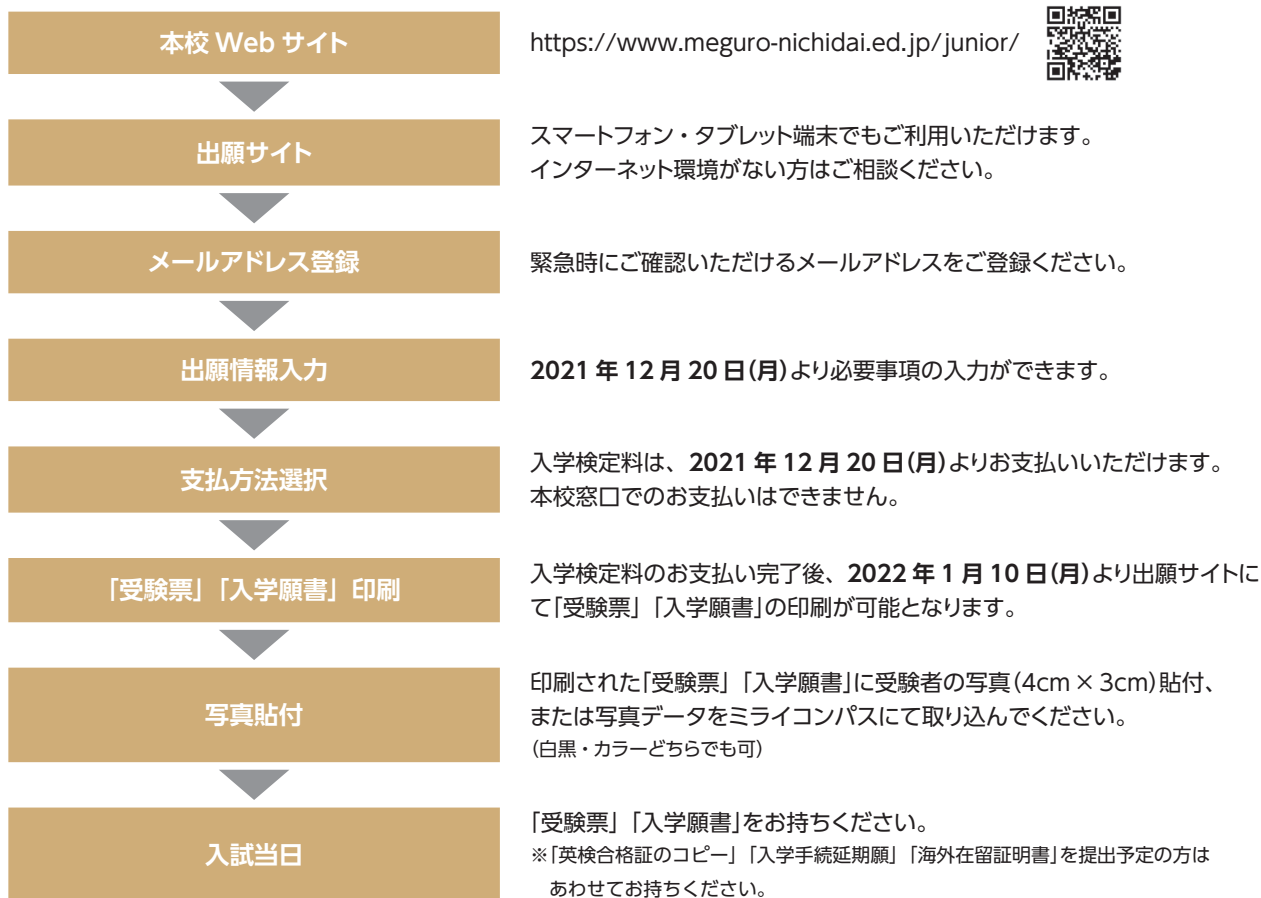 本校 Web サイト
https://www.meguro-nichidai.ed.jp/junior/
出願サイト
スマートフォン・タブレット端末でもご利用いただけます。
インターネット環境がない方はご相談ください。
メールアドレス登録
緊急時にご確認いただけるメールアドレスをご登録ください。
出願情報入力
2021 年 12 月 20 日(月)より必要事項の入力ができます。
支払方法選択
入学検定料は、2021 年 12 月 20 日(月)よりお支払いいただけます。
本校窓口でのお支払いはできません。
「受験票」「入学願書」印刷
入学検定料のお支払い完了後、2022 年 1 月 10 日(月)より出願サイトに
て「受験票」「入学願書」の印刷が可能となります。
写真貼付
印刷された「受験票」「入学願書」に受験者の写真(4cm × 3cm)貼付、
または写真データをミライコンパスにて取り込んでください。
(白黒・カラーどちらでも可)
入試当日
「受験票」「入学願書」をお持ちください。
※「英検合格証のコピー」「入学手続延期願」「海外在留証明書」を提出予定の方は
あわせてお持ちください。